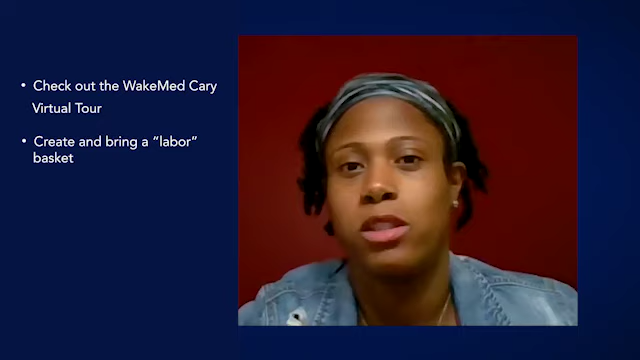 • Check out the WakeMed Cary
Virtual Tour
• Create and bring a “labor”
basket